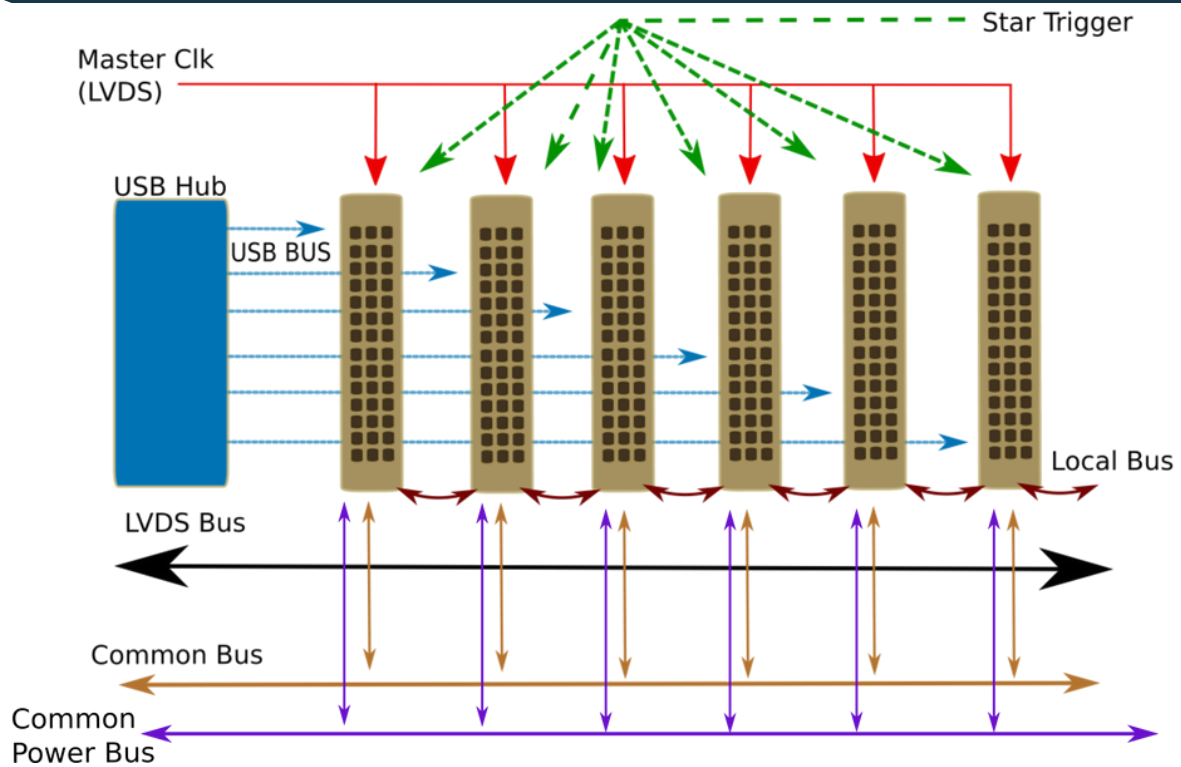 Star Trigger
Master Clk
(LVDS)
USB Hub
USB BUS
Local Bus
LVDS Bus
Common Bus
Common
Power Bus